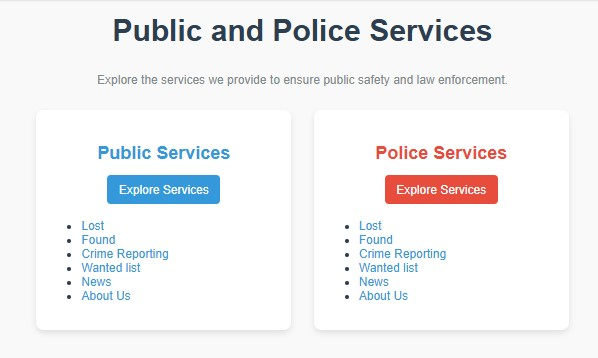 Public and Police Services
Explore the services we provide to ensure public safety and law enforcement.
Public Services
Explore Services
Lost
Found
Crime Reporting
Wanted list
News
About Us
Police Services
Explore Services
Lost
Found
Crime Reporting
Wanted list
News
About Us